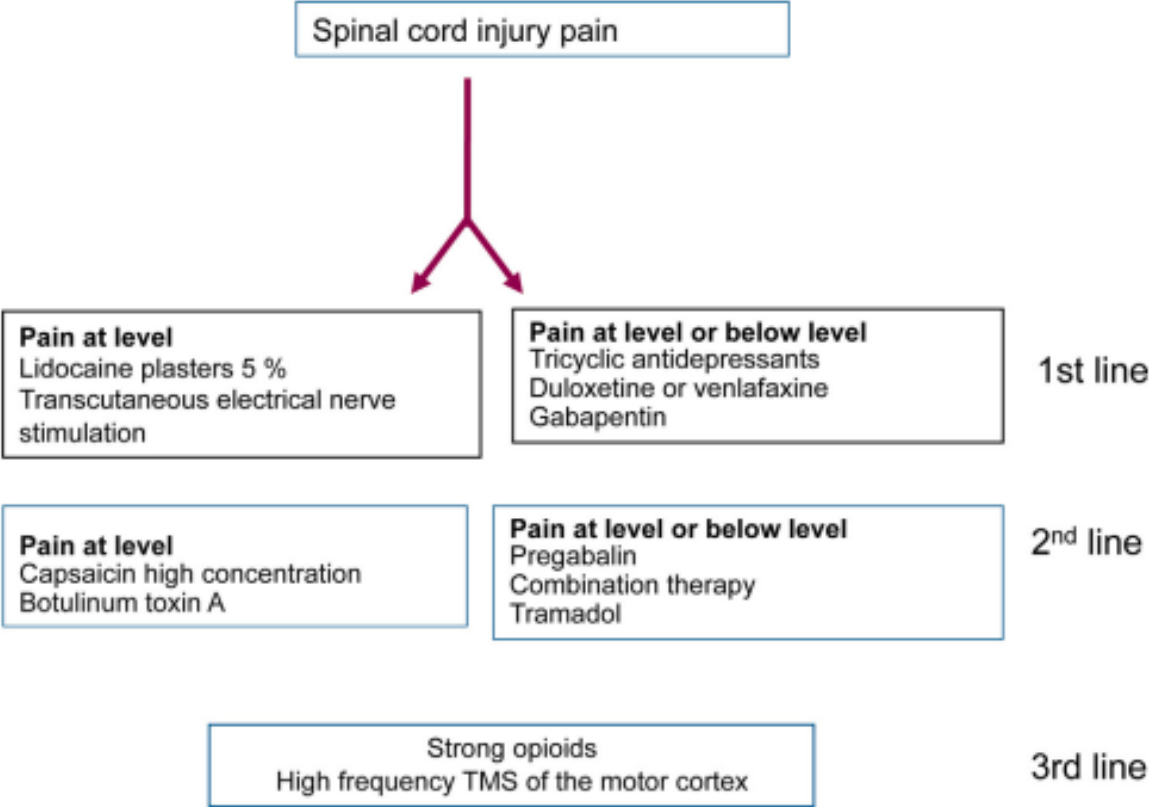 Spinal cord injury pain
Pain at level
Lidocaine plasters 5 %
Transcutaneous electrical nerve
stimulation
Pain at level or below level
Tricyclic antidepressants
Duloxetine or venlafaxine
Gabapentin
1st line
Pain at level
Capsaicin high concentration
Botulinum toxin A
Pain at level or below level
Pregabalin
Combination therapy
Tramadol
2nd line
Strong opioids
High frequency TMS of the motor cortex
3rd line